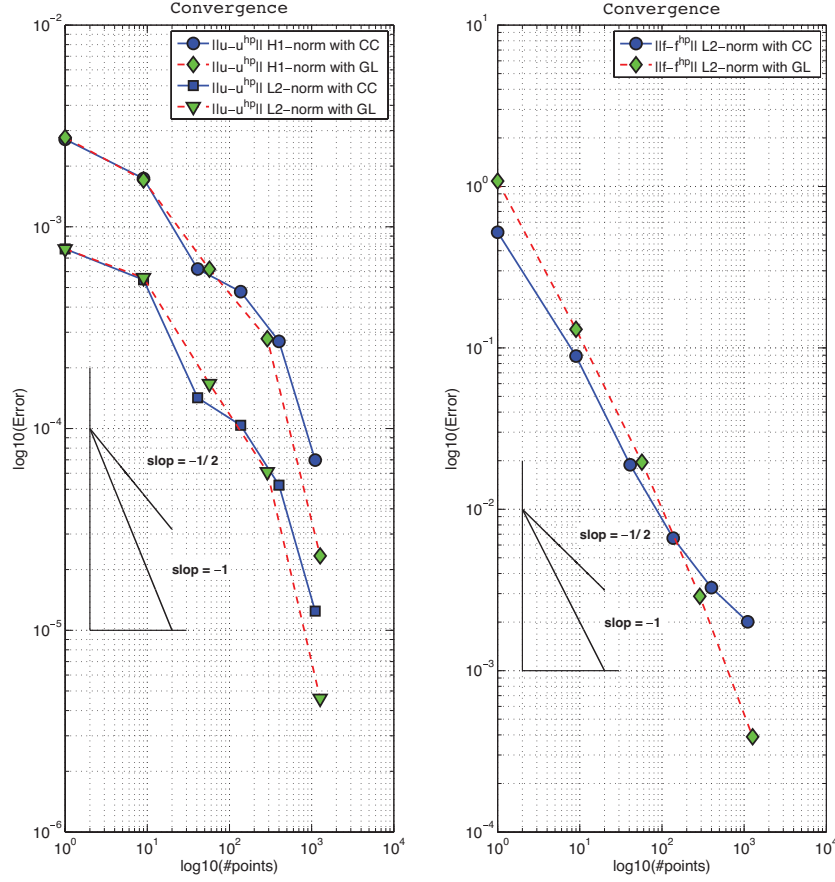 Convergence
||u−u^hp|| H1−norm with CC
||u−u^hp|| H1−norm with GL
||u−u^hp|| L2−norm with CC
||u−u^hp|| L2−norm with GL
10^-2
10^-3
10^-4
10^-5
10^-6
log10(Error)
slop = −1/2
slop = −1
10^0
10^1
10^2
10^3
10^4
log10(#points)
Convergence
||f−f^hp|| L2−norm with CC
||f−f^hp|| L2−norm with GL
10^1
10^0
10^-1
10^-2
10^-3
10^-4
log10(Error)
slop = −1/2
slop = −1
10^0
10^1
10^2
10^3
10^4
log10(#points)